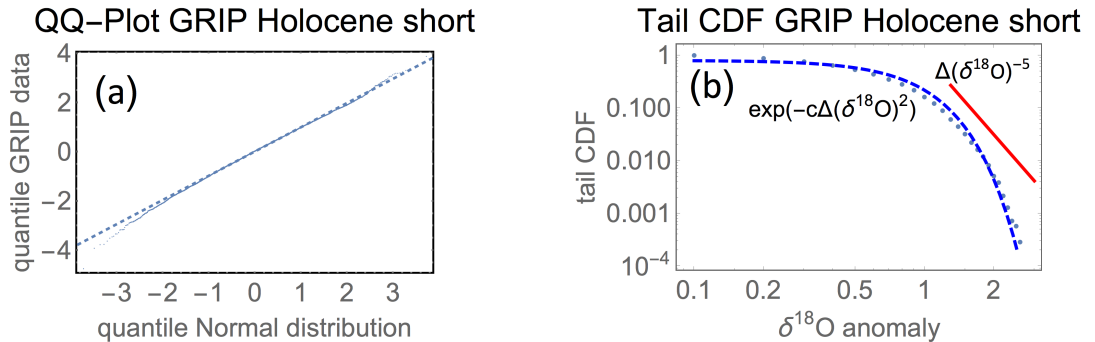 QQ−Plot GRIP Holocene short
(a)
quantile GRIP data
4
2
0
−2
−4
−3 −2 −1 0 1 2 3
quantile Normal distribution
Tail CDF GRIP Holocene short
(b)
tail CDF
1
0.100
0.010
0.001
10⁻⁴
Δ(δ¹⁸O)⁻⁵
exp(−cΔ(δ¹⁸O)²)
0.1 0.2 0.5 1 2
δ¹⁸O anomaly